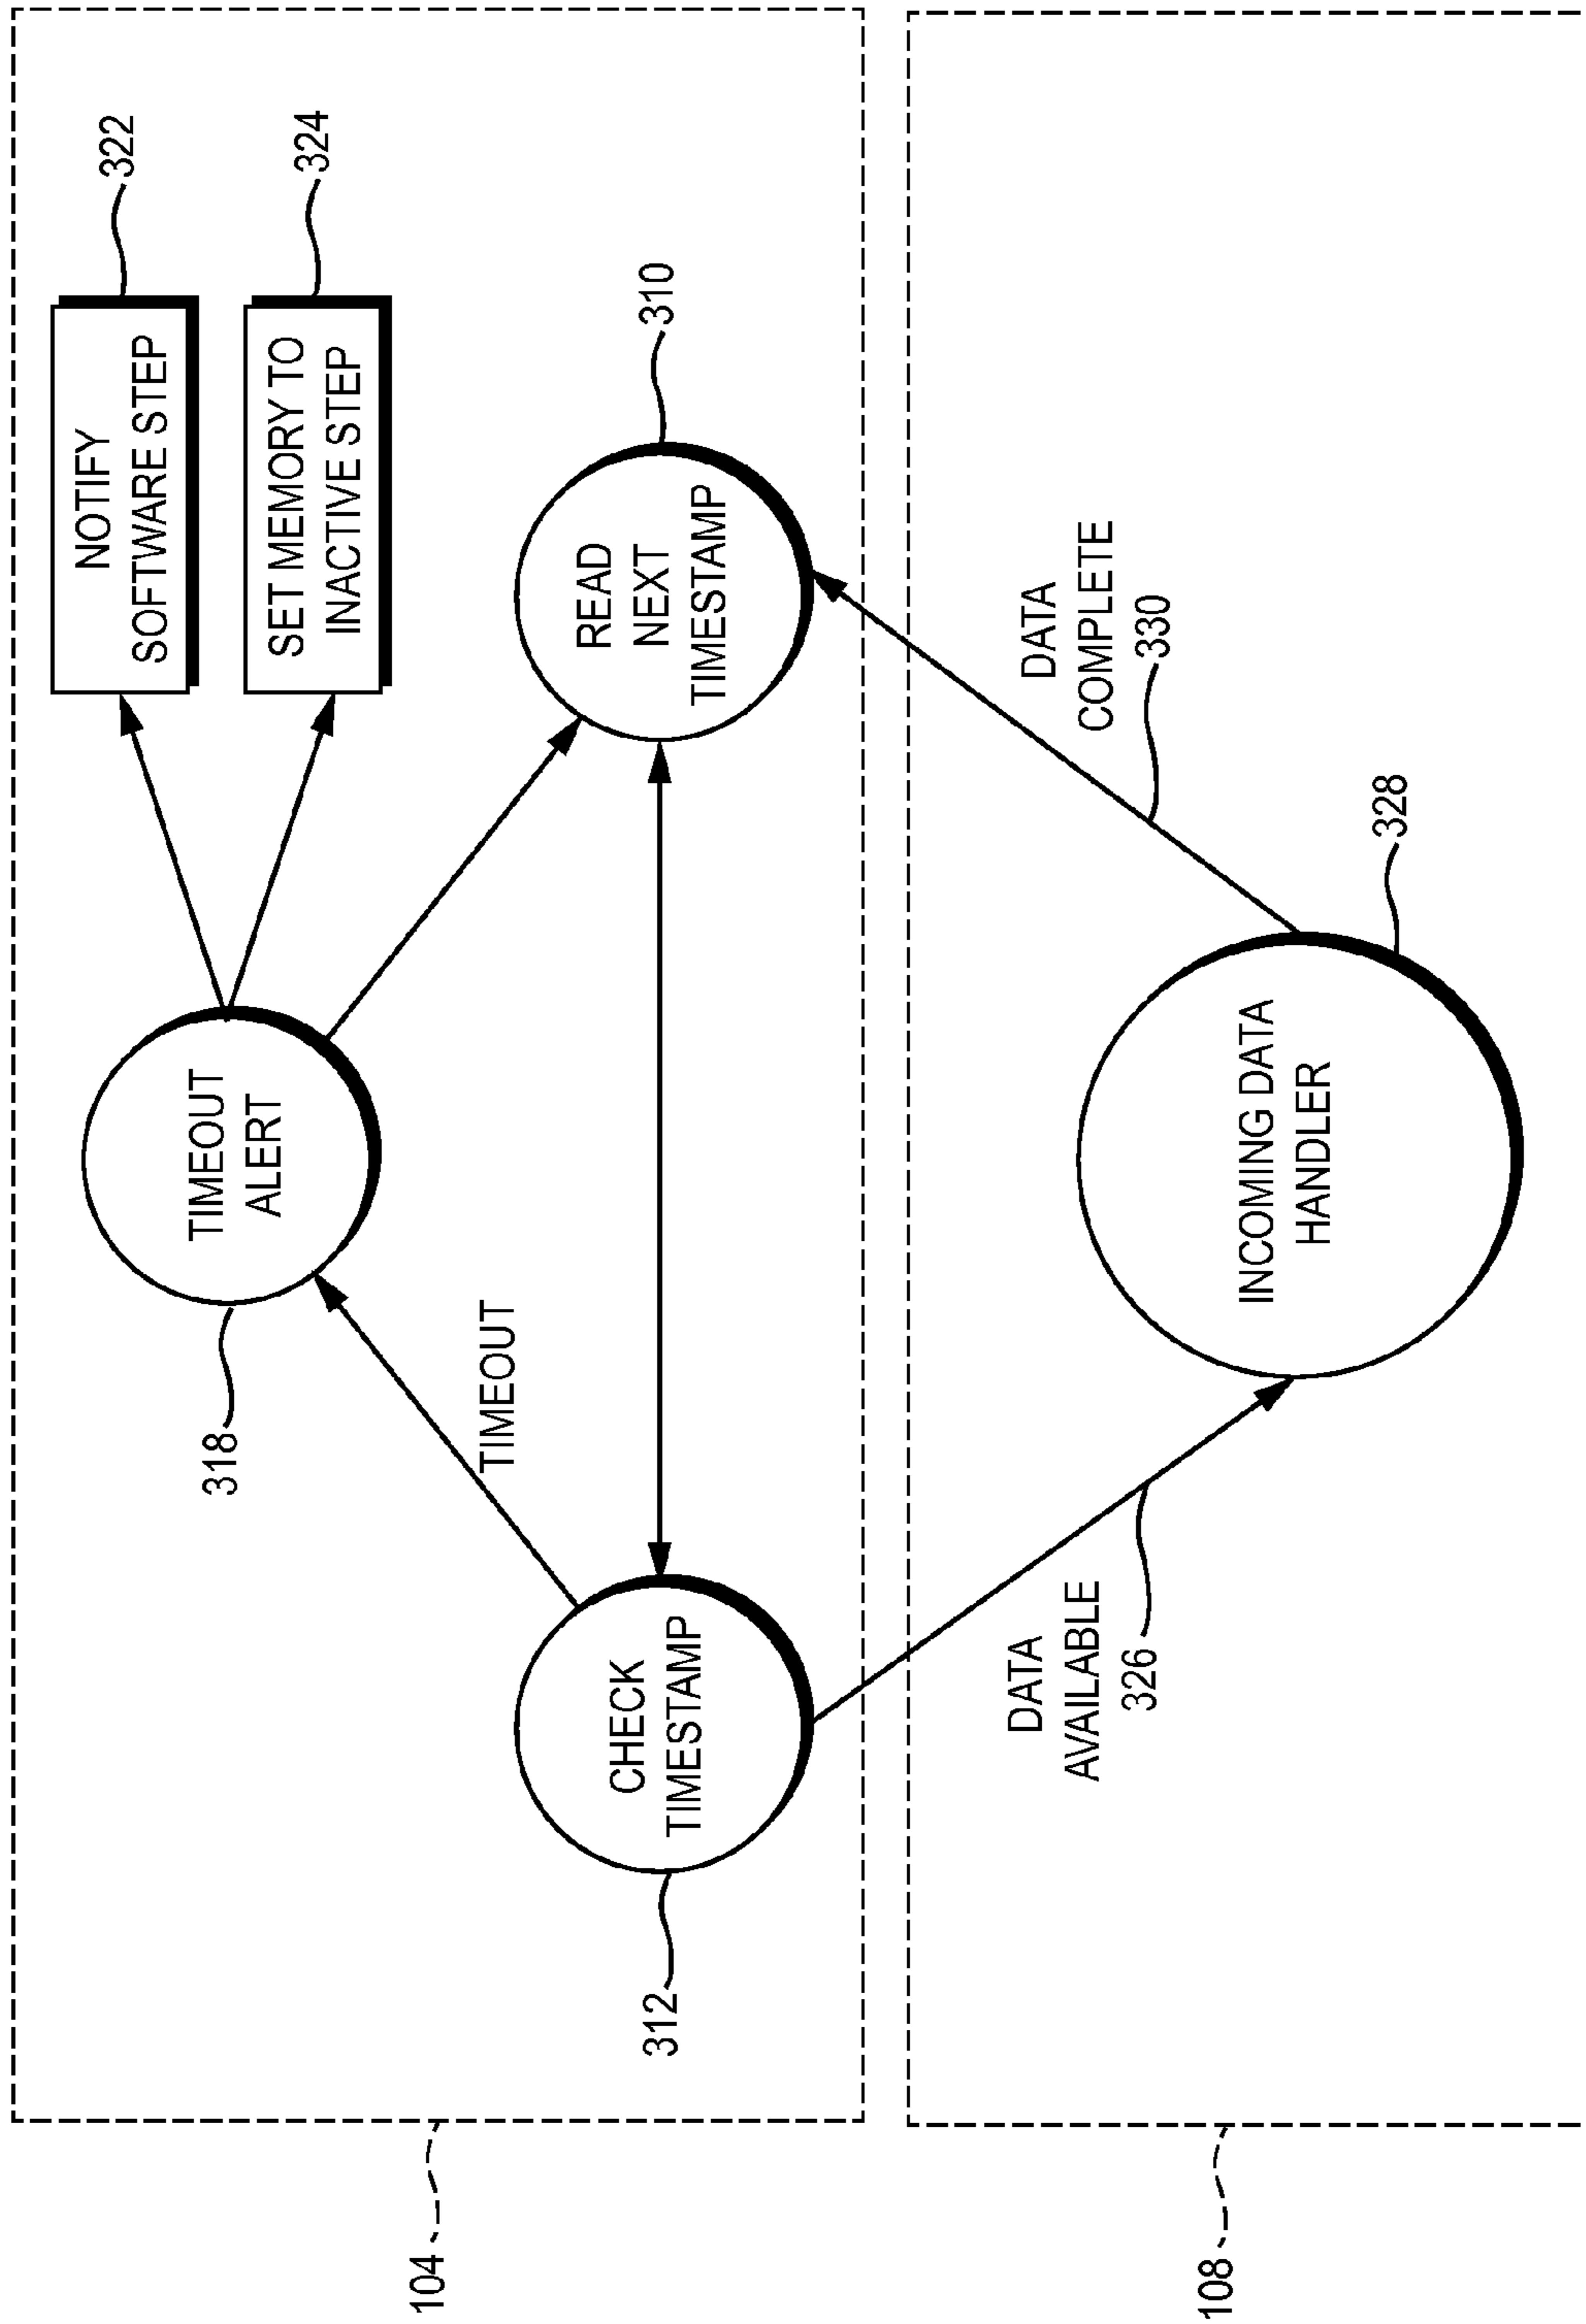 NOTIFY
SOFTWARE STEP
322
SET MEMORY TO
INACTIVE STEP
324
TIMEOUT
ALERT
318
TIMEOUT
READ
NEXT
TIMESTAMP
310
CHECK
TIMESTAMP
312
104
DATA
AVAILABLE
326
DATA
COMPLETE
330
INCOMING DATA
HANDLER
328
108